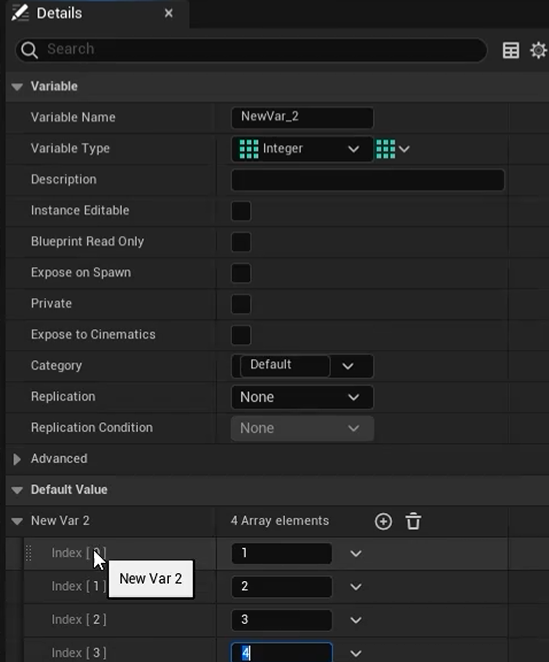 Details
Search
Variable
Variable Name NewVar_2
Variable Type Integer
Description
Instance Editable
Blueprint Read Only
Expose on Spawn
Private
Expose to Cinematics
Category Default
Replication None
Replication Condition None
Advanced
Default Value
New Var 2 4 Array elements
Index [ 0 ] 1
New Var 2
Index [ 1 ] 2
Index [ 2 ] 3
Index [ 3 ] 4